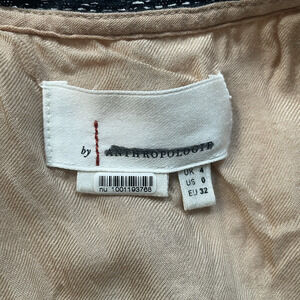 by ANTHROPOLOGIE
nu 1001193768
UK 4
US 0
EU 32